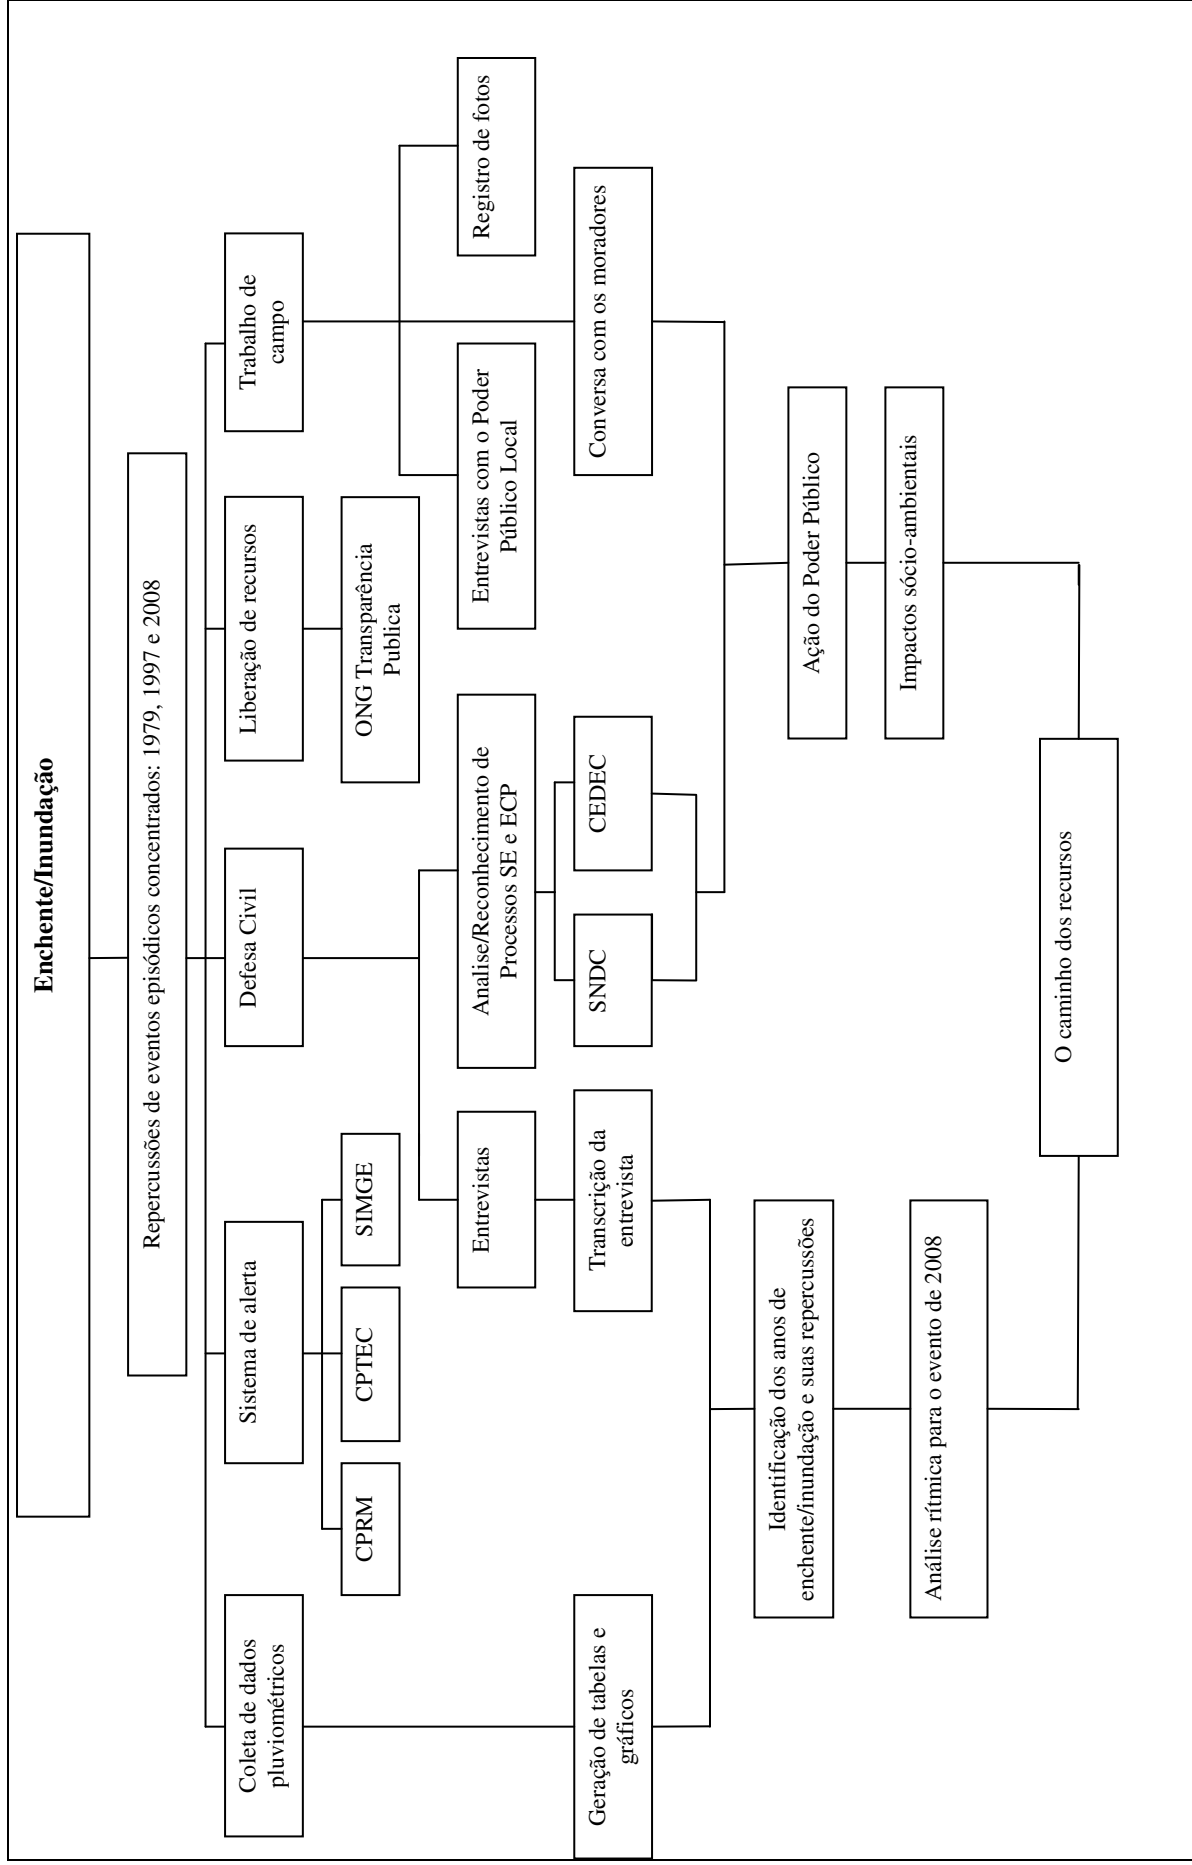 Enchente/Inundação
Repercussões de eventos episódicos concentrados: 1979, 1997 e 2008
Coleta de dados
pluviométricos
Sistema de alerta
Defesa Civil
Liberação de recursos
Trabalho de
campo
CPRM
CPTEC
SIMGE
ONG Transparência
Publica
Entrevistas
Analise/Reconhecimento de
Processos SE e ECP
Entrevistas com o Poder
Público Local
Registro de fotos
Geração de tabelas e
gráficos
Transcrição da
entrevista
SNDC
CEDEC
Conversa com os moradores
Identificação dos anos de
enchente/inundação e suas repercussões
Ação do Poder Público
Análise rítmica para o evento de 2008
Impactos sócio-ambientais
O caminho dos recursos